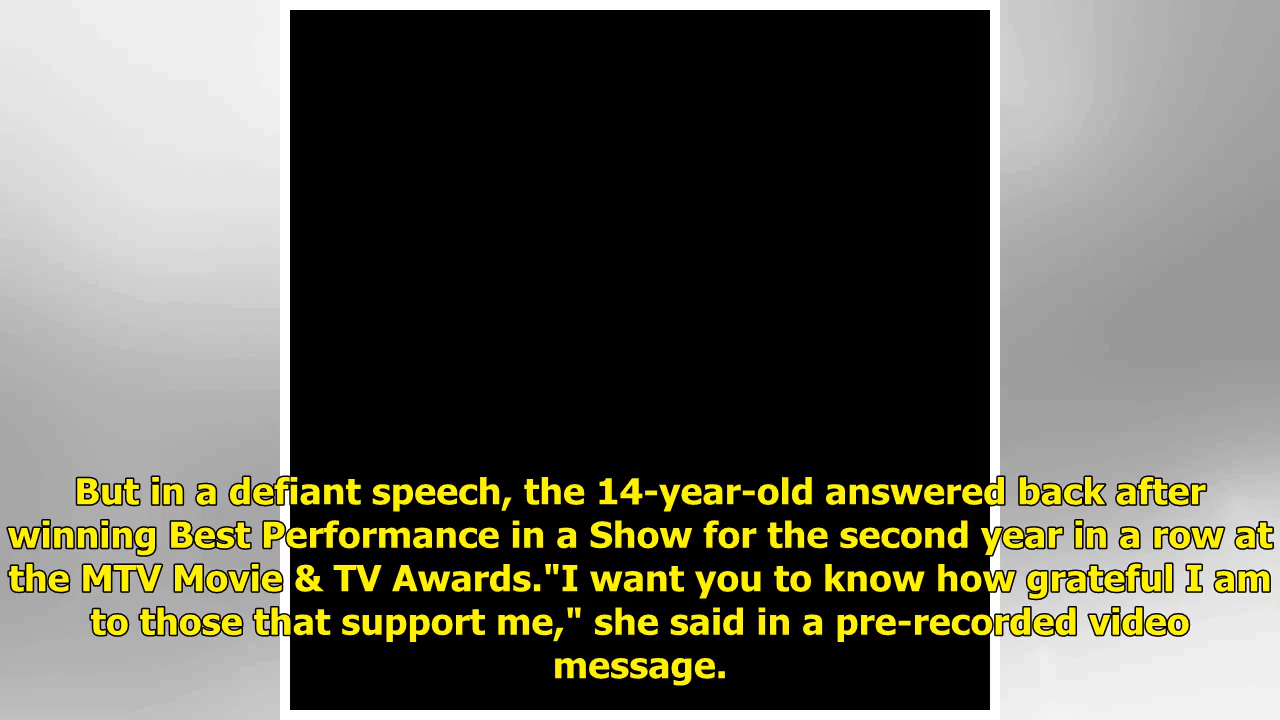 But in a defiant speech, the 14-year-old answered back after
winning Best Performance in a Show for the second year in a row at
the MTV Movie & TV Awards."I want you to know how grateful I am
to those that support me," she said in a pre-recorded video
message.